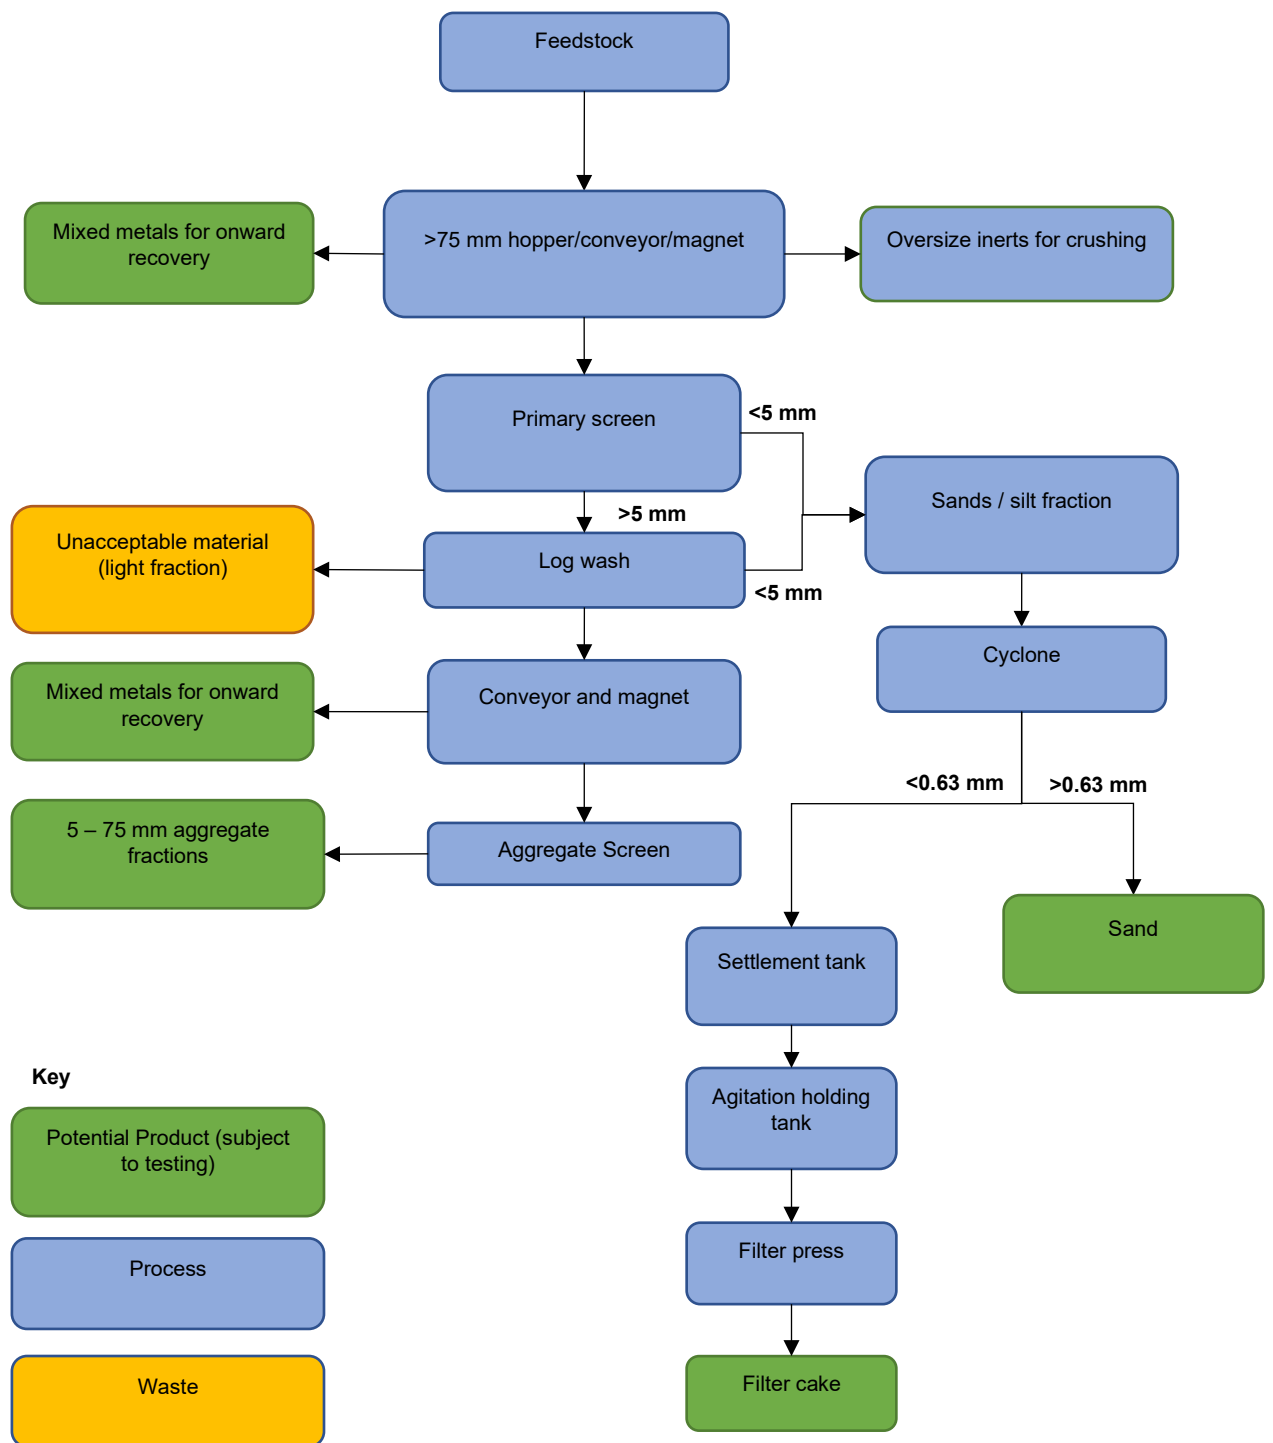 Feedstock
Mixed metals for onward
recovery
>75 mm hopper/conveyor/magnet
Oversize inerts for crushing
Primary screen
<5 mm
>5 mm
Sands / silt fraction
Unacceptable material
(light fraction)
Log wash
<5 mm
Cyclone
Mixed metals for onward
recovery
Conveyor and magnet
<0.63 mm
>0.63 mm
5 – 75 mm aggregate
fractions
Aggregate Screen
Sand
Settlement tank
Agitation holding
tank
Filter press
Filter cake
Key
Potential Product (subject
to testing)
Process
Waste